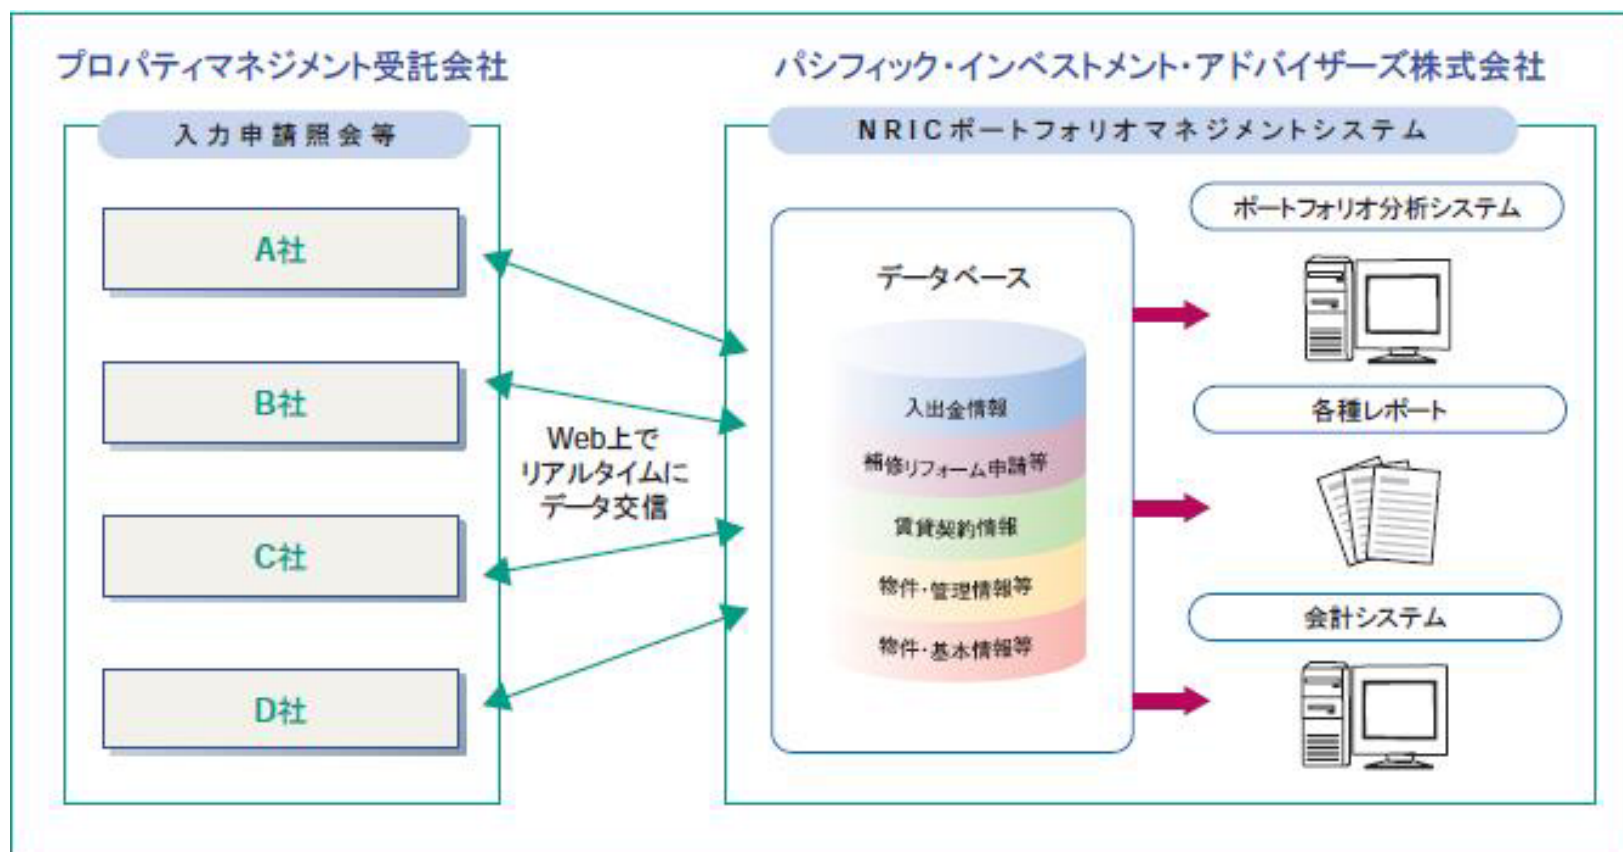 プロパティマネジメント受託会社
入力申請照会等
A社
B社
C社
D社
Web上で
リアルタイムに
データ交信
パシフィック・インベストメント・アドバイザーズ株式会社
NRICポートフォリオマネジメントシステム
データベース
入出金情報
補修リフォーム申請等
賃貸契約情報
物件・管理情報等
物件・基本情報等
ポートフォリオ分析システム
各種レポート
会計システム